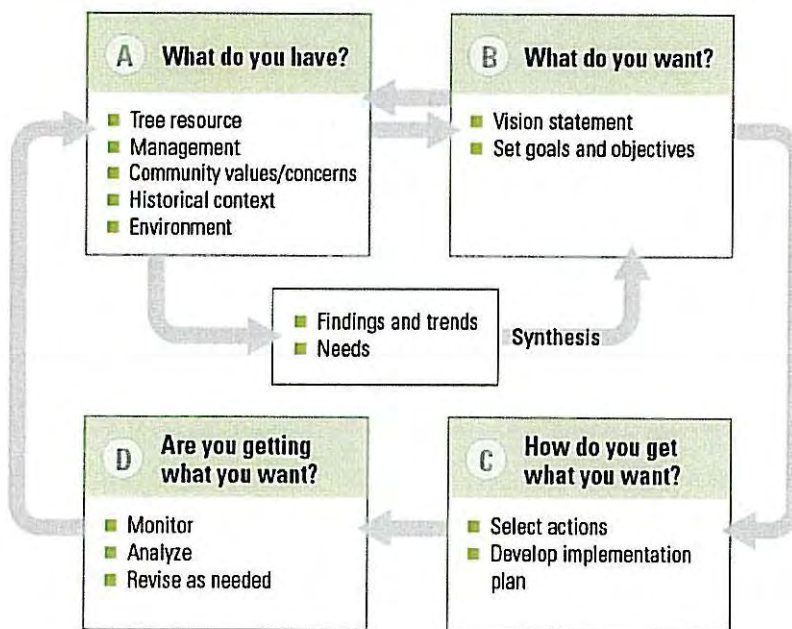 A What do you have?
Tree resource
Management
Community values/concerns
Historical context
Environment
B What do you want?
Vision statement
Set goals and objectives
Findings and trends
Needs
Synthesis
D Are you getting
what you want?
Monitor
Analyze
Revise as needed
C How do you get
what you want?
Select actions
Develop implementation
plan